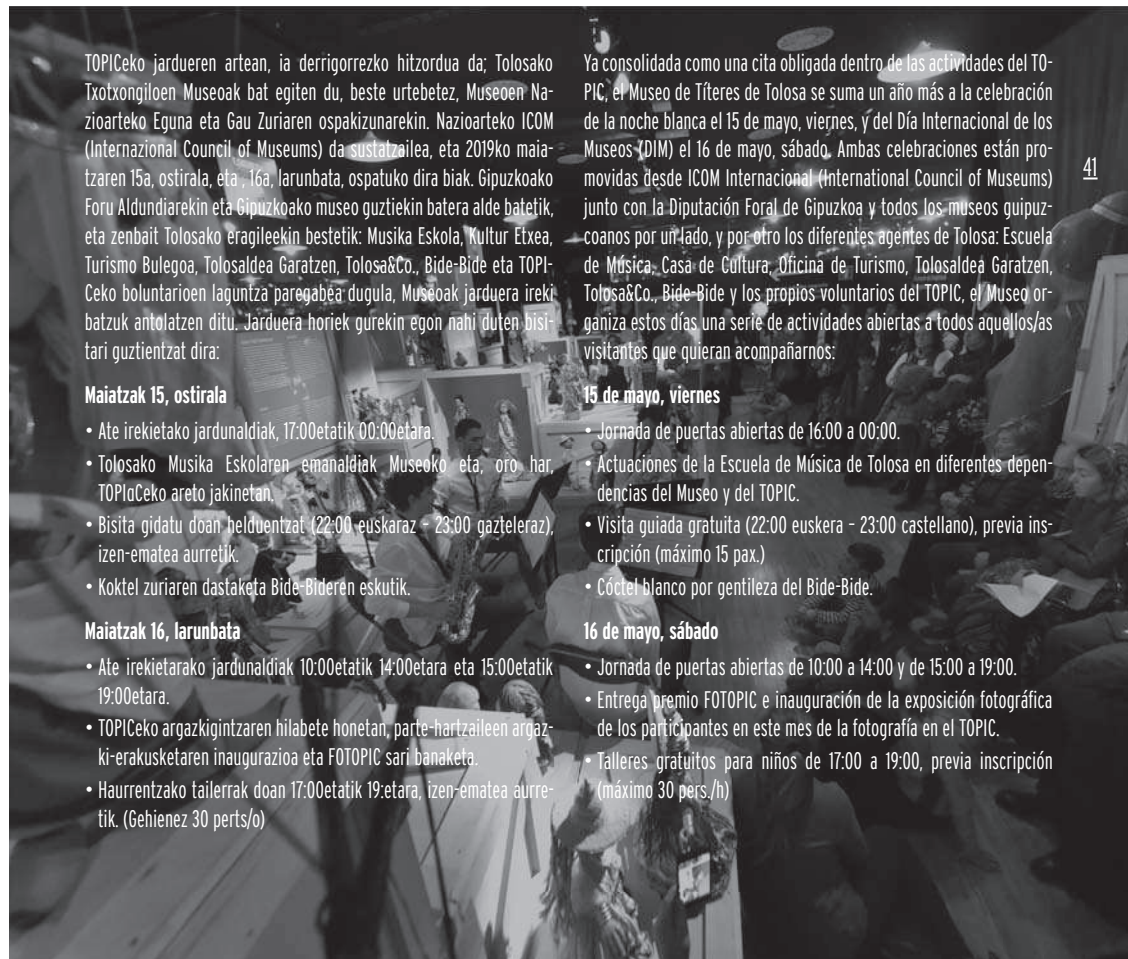 TOPICeko jardueren artean, ia derrigorrezko hitzordua da; Tolosako
Txotxongiloen Museoak bat egiten du, beste urtebetez, Museoen Na-
zioarteko Eguna eta Gau Zuriaren ospakizunarekin. Nazioarteko ICOM
(Internazional Council of Museums) da sustatzailea, eta 2019ko maia-
tzaren 15a, ostirala, eta , 16a, larunbata, ospatuko dira biak. Gipuzkoako
Foru Aldundiarekin eta Gipuzkoako museo guztiekin batera alde batetik,
eta zenbait Tolosako eragileekin bestetik: Musika Eskola, Kultur Etxea,
Turismo Bulegoa, Tolosaldea Garatzen, Tolosa&Co., Bide-Bide eta TOPI-
Ceko boluntarioen laguntza paregabea dugula, Museoak jarduera ireki
batzuk antolatzen ditu. Jarduera horiek gurekin egon nahi duten bisi-
tari guztientzat dira:
Maiatzak 15, ostirala
• Ate irekietako jardunaldiak, 17:00etatik 00:00etara.
• Tolosako Musika Eskolaren emanaldiak Museoko eta, oro har,
TOPIaCeko areto jakinetan.
• Bisita gidatu doan helduentzat (22:00 euskaraz - 23:00 gazteleraz),
izen-ematea aurretik.
• Koktel zuriaren dastaketa Bide-Bideren eskutik.
Maiatzak 16, larunbata
• Ate irekietarako jardunaldiak 10:00etatik 14:00etara eta 15:00etatik
19:00etara.
• TOPICeko argazkigintzaren hilabete honetan, parte-hartzaileen argaz-
ki-erakusketaren inaugurazioa eta FOTOPIC sari banaketa.
• Haurrentzako tailerrak doan 17:00etatik 19:etara, izen-ematea aurre-
tik. (Gehienez 30 perts/o)
Ya consolidada como una cita obligada dentro de las actividades del TO-
PIC, el Museo de Títeres de Tolosa se suma un año más a la celebración
de la noche blanca el 15 de mayo, viernes, y del Día Internacional de los
Museos (DIM) el 16 de mayo, sábado. Ambas celebraciones están pro-
movidas desde ICOM Internacional (International Council of Museums)
junto con la Diputación Foral de Gipuzkoa y todos los museos guipuz-
coanos por un lado, y por otro los diferentes agentes de Tolosa: Escuela
de Música, Casa de Cultura, Oficina de Turismo, Tolosaldea Garatzen,
Tolosa&Co., Bide-Bide y los propios voluntarios del TOPIC, el Museo or-
ganiza estos días una serie de actividades abiertas a todos aquellos/as
visitantes que quieran acompañarnos:
15 de mayo, viernes
• Jornada de puertas abiertas de 16:00 a 00:00.
• Actuaciones de la Escuela de Música de Tolosa en diferentes depen-
dencias del Museo y del TOPIC.
• Visita guiada gratuita (22:00 euskera - 23:00 castellano), previa ins-
cripción (máximo 15 pax.)
• Cóctel blanco por gentileza del Bide-Bide.
16 de mayo, sábado
• Jornada de puertas abiertas de 10:00 a 14:00 y de 15:00 a 19:00.
• Entrega premio FOTOPIC e inauguración de la exposición fotográfica
de los participantes en este mes de la fotografía en el TOPIC.
• Talleres gratuitos para niños de 17:00 a 19:00, previa inscripción
(máximo 30 pers./h)
41